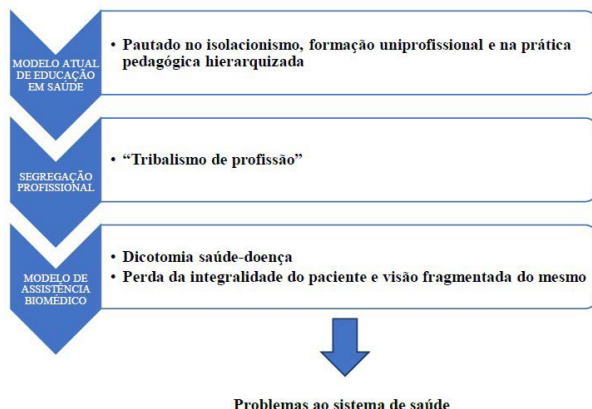 MODELO ATUAL
DE EDUCAÇÃO
EM SAÚDE
• Pautado no isolacionismo, formação uniprofissional e na prática
pedagógica hierarquizada
SEGREGAÇÃO
PROFISSIONAL
• “Tribalismo de profissão”
MODELO DE
ASSISTÊNCIA
BIOMÉDICO
• Dicotomia saúde-doença
• Perda da integralidade do paciente e visão fragmentada do mesmo
Problemas ao sistema de saúde